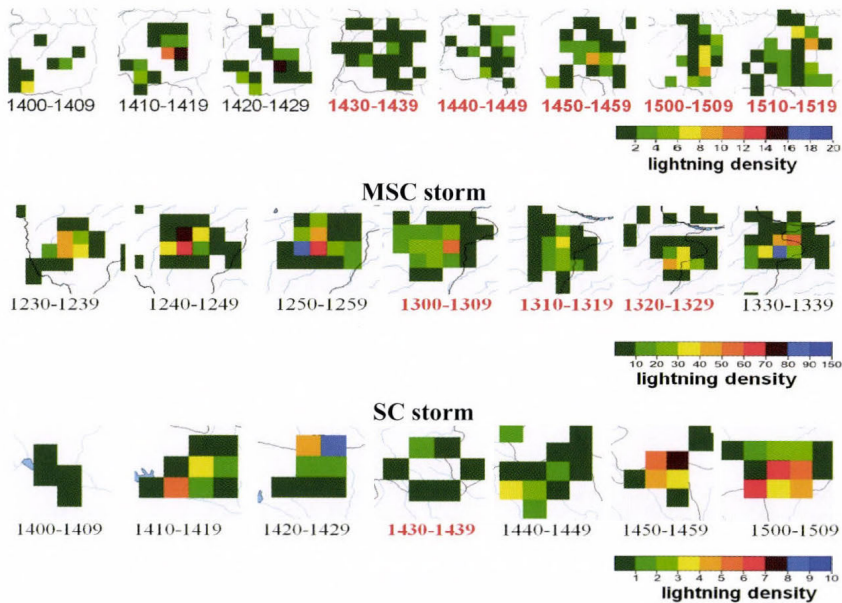 1400-1409 1410-1419 1420-1429 1430-1439 1440-1449 1450-1459 1500-1509 1510-1519
2 4 6 8 10 12 14 16 18 20
lightning density
MSC storm
1230-1239 1240-1249 1250-1259 1300-1309 1310-1319 1320-1329 1330-1339
10 20 30 40 50 60 70 80 90 150
lightning density
SC storm
1400-1409 1410-1419 1420-1429 1430-1439 1440-1449 1450-1459 1500-1509
1 2 3 4 5 6 7 8 9 10
lightning density